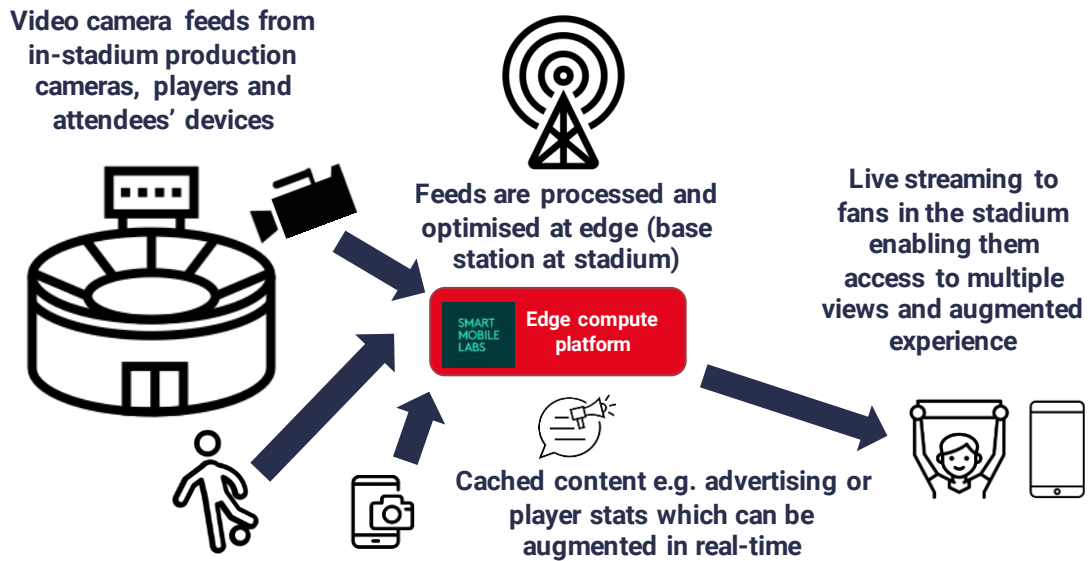 Video camera feeds from
in-stadium production
cameras, players and
attendees' devices
Feeds are processed and
optimised at edge (base
station at stadium)
SMART
MOBILE
LABS
Edge compute
platform
Cached content e.g. advertising or
player stats which can be
augmented in real-time
Live streaming to
fans in the stadium
enabling them
access to multiple
views and augmented
experience